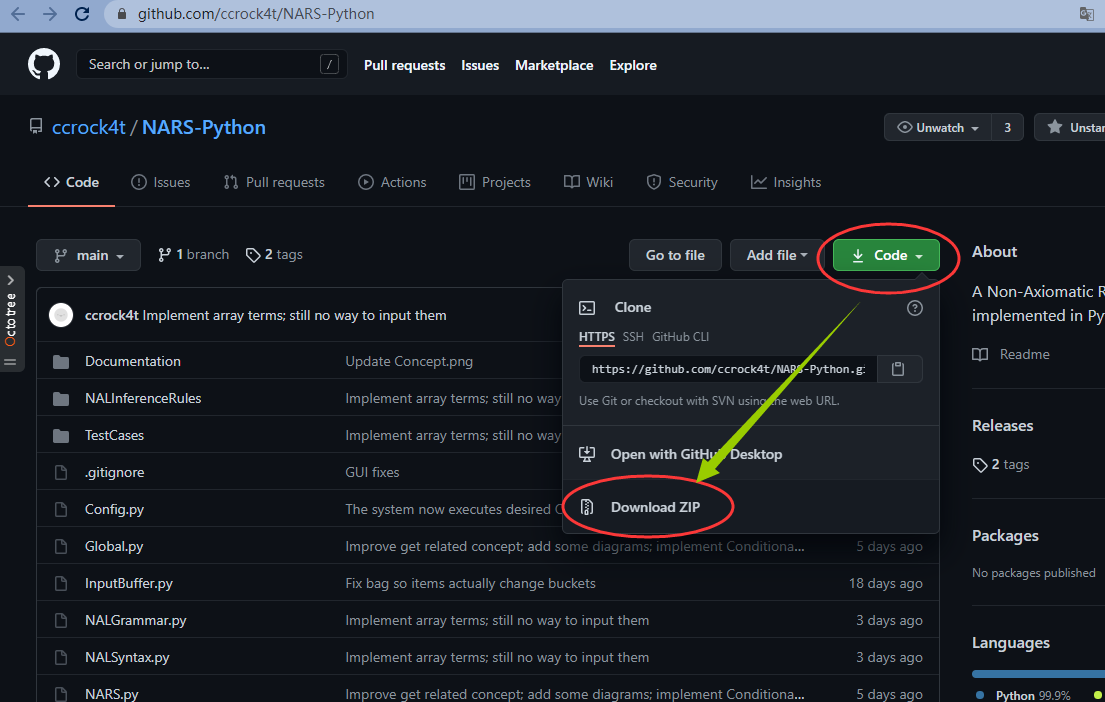 github.com/ccrock4t/NARS-Python
Search or jump to... /
Pull requests Issues Marketplace Explore
ccrock4t / NARS-Python
Unwatch 3 Unstar
Code Issues Pull requests Actions Projects Wiki Security Insights
main 1 branch 2 tags Go to file Add file Code
Octotree
ccrock4t Implement array terms; still no way to input them
Documentation Update Concept.png
NALInferenceRules Implement array terms; still no way
TestCases Implement array terms; still no way
.gitignore GUI fixes
Config.py The system now executes desired
Global.py Improve get related concept; add some diagrams; implement Conditiona... 5 days ago
InputBuffer.py Fix bag so items actually change buckets 18 days ago
NALGrammar.py Implement array terms; still no way to input them 3 days ago
NALSyntax.py Implement array terms; still no way to input them 3 days ago
NARS.py Improve get related concept; add some diagrams; implement Conditiona... 5 days ago
Clone
HTTPS SSH GitHub CLI
https://github.com/ccrock4t/NARS-Python.gi
Use Git or checkout with SVN using the web URL.
Open with GitHub Desktop
Download ZIP
About
A Non-Axiomatic R
implemented in Py
Readme
Releases
2 tags
Packages
No packages published
Languages
Python 99.9%